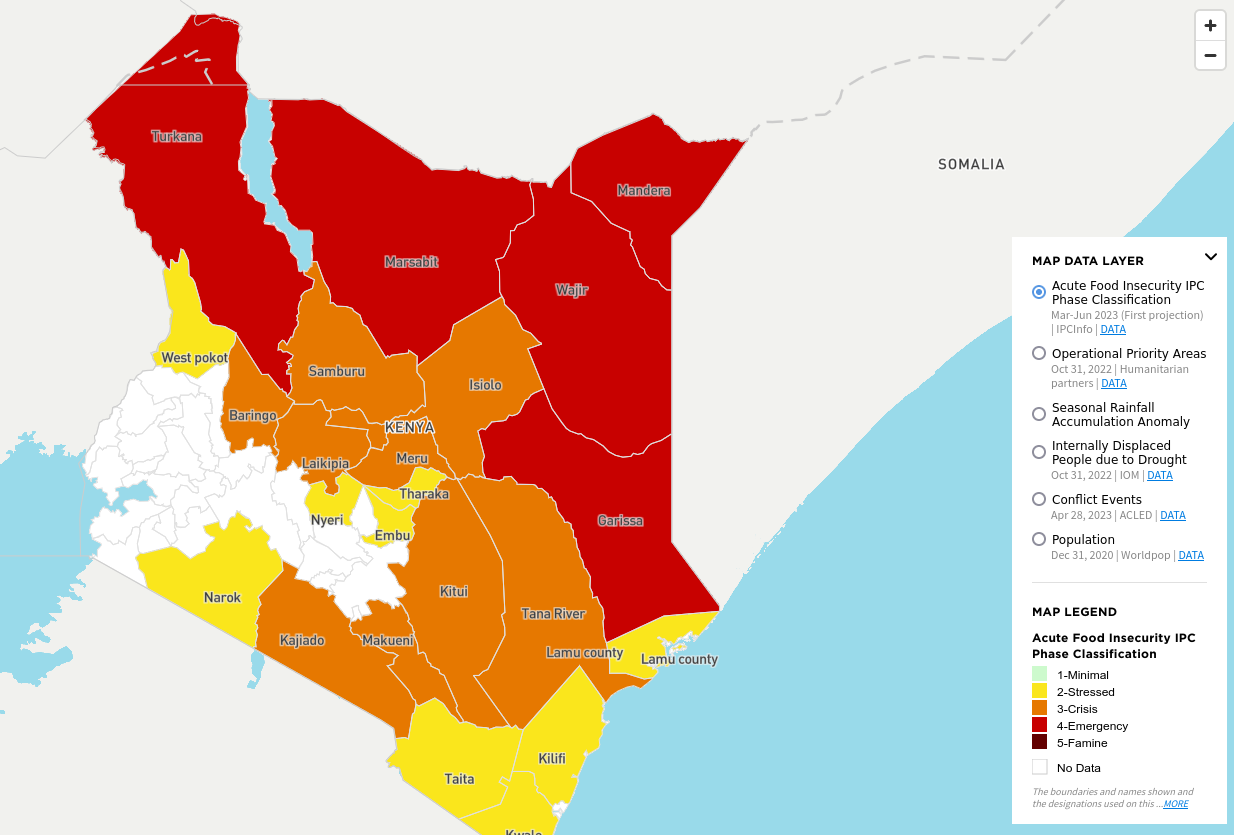 +
−
Turkana
Mandera
SOMALIA
Marsabit
Wajir
West pokot
Samburu
Isiolo
Baringo
KENYA
Meru
Laikipia
Tharaka
Nyeri
Garissa
Embu
Kitui
Narok
Tana River
Kajiado
Makueni
Lamu county
Lamu county
Kilifi
Taita
Kwale
MAP DATA LAYER
Acute Food Insecurity IPC
Phase Classification
Mar-Jun 2023 (First projection)
| IPCInfo | DATA
Operational Priority Areas
Oct 31, 2022 | Humanitarian
partners | DATA
Seasonal Rainfall
Accumulation Anomaly
Internally Displaced
People due to Drought
Oct 31, 2022 | IOM | DATA
Conflict Events
Apr 28, 2023 | ACLED | DATA
Population
Dec 31, 2020 | Worldpop | DATA
MAP LEGEND
Acute Food Insecurity IPC
Phase Classification
1-Minimal
2-Stressed
3-Crisis
4-Emergency
5-Famine
No Data
The boundaries and names shown and
the designations used on this ...MORE